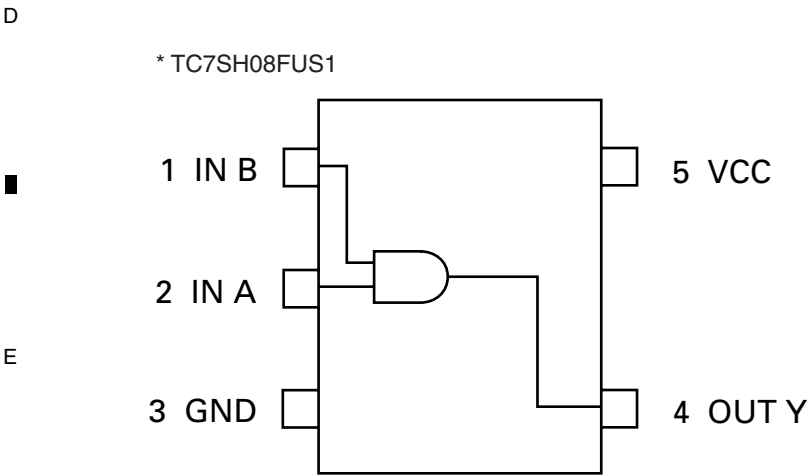 D
* TC7SH08FUS1
1 IN B
5 VCC
2 IN A
E
3 GND
4 OUT Y